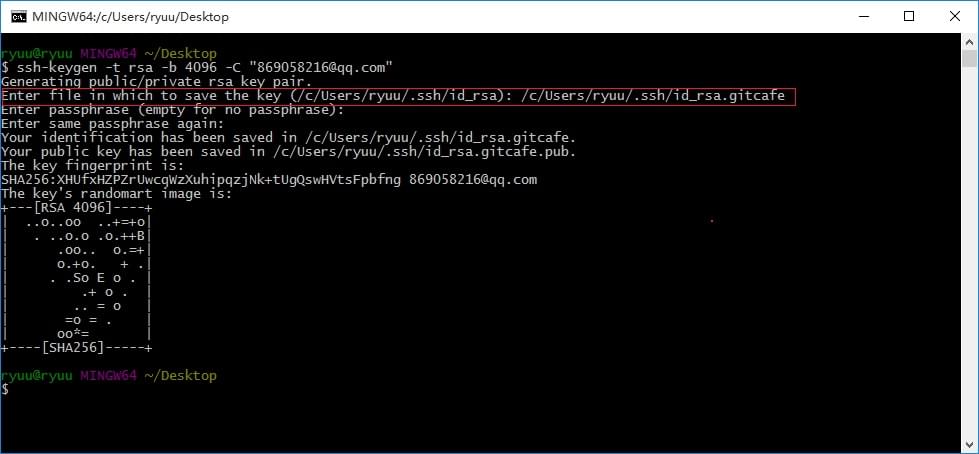 MINGW64:/c/Users/ryuu/Desktop
ryuu@ryuu MINGW64 ~/Desktop
$ ssh-keygen -t rsa -b 4096 -C "869058216@qq.com"
Generating public/private rsa key pair.
Enter file in which to save the key (/c/Users/ryuu/.ssh/id_rsa): /c/Users/ryuu/.ssh/id_rsa.gitcafe
Enter passphrase (empty for no passphrase):
Enter same passphrase again:
Your identification has been saved in /c/Users/ryuu/.ssh/id_rsa.gitcafe.
Your public key has been saved in /c/Users/ryuu/.ssh/id_rsa.gitcafe.pub.
The key fingerprint is:
SHA256:XHUfxHZPZrUwcgWzXuhipqzjNk+tUgQswHVtsFpbfng 869058216@qq.com
The key's randomart image is:
+---[RSA 4096]----+
|  ..o..oo  ..+=+o|
|   . ..o.o .o.++B|
|      .oo..  o.=+|
|      o.+o.   + .|
|     . .So E o . |
|         .+ o .  |
|        .. = o   |
|       =o = .    |
|      oo*=       |
+----[SHA256]-----+
ryuu@ryuu MINGW64 ~/Desktop
$